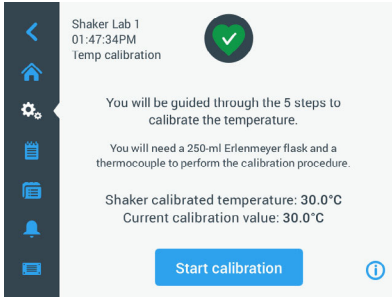 Shaker Lab 1
01:47:34PM
Temp calibration
You will be guided through the 5 steps to
calibrate the temperature.
You will need a 250-ml Erlenmeyer flask and a
thermocouple to perform the calibration procedure.
Shaker calibrated temperature: 30.0°C
Current calibration value: 30.0°C
Start calibration